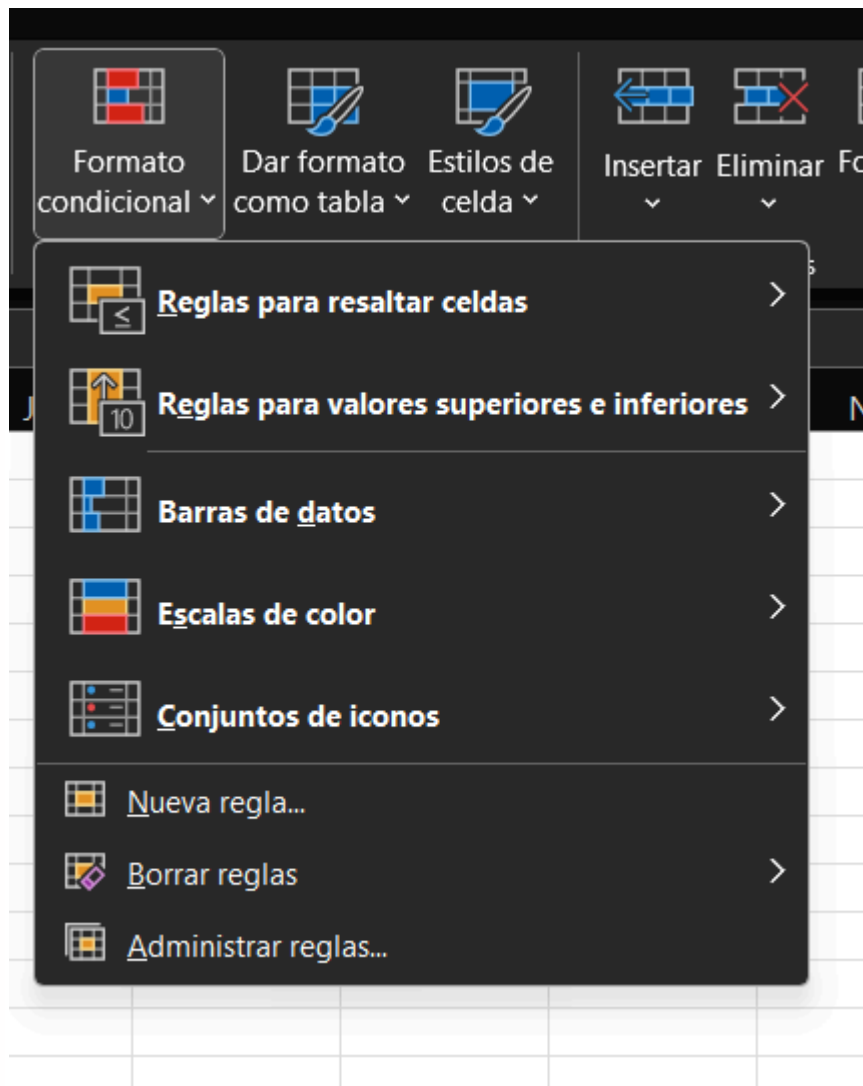 Formato
condicional
Dar formato
como tabla
Estilos de
celda
Insertar
Eliminar
Reglas para resaltar celdas
10
Reglas para valores superiores e inferiores
Barras de datos
Escalas de color
Conjuntos de iconos
Nueva regla...
Borrar reglas
Administrar reglas...